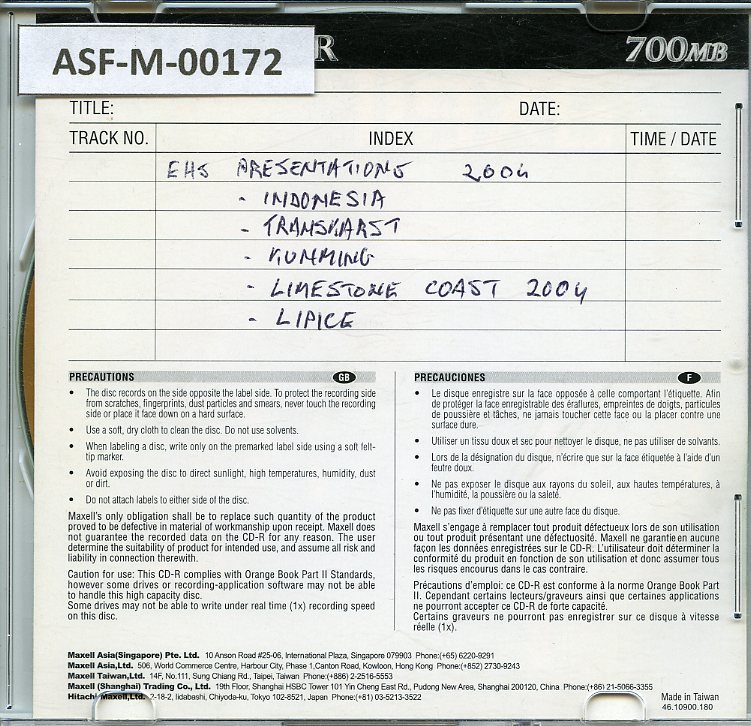 ASF-M-00172
R 700MB
TITLE: DATE:
TRACK NO. INDEX TIME / DATE
EHS PRESENTATIONS 2004
- INDONESIA
- TRANSKARST
- KUNMING
- LIMESTONE COAST 2004
- LIPICE
PRECAUTIONS GB
• The disc records on the side opposite the label side. To protect the recording side
from scratches, fingerprints, dust particles and smears, never touch the recording
side or place it face down on a hard surface.
• Use a soft, dry cloth to clean the disc. Do not use solvents.
• When labeling a disc, write only on the premarked label side using a soft felt-
tip marker.
• Avoid exposing the disc to direct sunlight, high temperatures, humidity, dust
or dirt.
• Do not attach labels to either side of the disc.
Maxell's only obligation shall be to replace such quantity of the product
proved to be defective in material of workmanship upon receipt. Maxell does
not guarantee the recorded data on the CD-R for any reason. The user
determine the suitability of product for intended use, and assume all risk and
liability in connection therewith.
Caution for use: This CD-R complies with Orange Book Part II Standards,
however some drives recording-application software may not be able
to handle this high capacity disc.
Some drives may not be able to write under real time (1x) recording speed
on this disc.
PRECAUCIONES F
• Le disque enregistre sur la face opposée à celle comportant l'étiquette. Afin
de protéger la face enregistrable des éraflures, empreintes de doigts, particules
de poussière et tâches, ne jamais toucher cette face ou la placer contre une
surface dure.
• Utiliser un tissu doux et sec pour nettoyer le disque, ne pas utiliser de solvants.
• Lors de la désignation du disque, n'écrire que sur la face étiquetée à l'aide d'un
feutre doux.
• Ne pas exposer le disque aux rayons du soleil, aux hautes températures, à
l'humidité, la poussière ou la saleté.
• Ne pas fixer d'étiquette sur une autre face du disque.
Maxell s'engage à remplacer tout produit défectueux lors de son utilisation
ou tout produit présentant une défectuosité. Maxell ne garantie en aucune
façon les données enregistrées sur le CD-R. L'utilisateur doit déterminer la
conformité du produit en fonction de son utilisation et donc assumer tous
les risques encourus dans le cas contraire.
Précautions d'emploi: ce CD-R est conforme à la norme Orange Book Part
II. Cependant certains lecteurs/graveurs ainsi que certaines applications
ne pourront accepter ce CD-R de forte capacité.
Certains graveurs ne pourront pas enregistrer sur ce disque à vitesse
réelle (1x).
Maxell Asia(Singapore) Pte. Ltd. 10 Anson Road #25-06, International Plaza, Singapore 079903 Phone:(+65) 6220-9291
Maxell Asia,Ltd. 506, World Commerce Centre, Harbour City, Phase 1,Canton Road, Kowloon, Hong Kong Phone:(+852) 2730-9243
Maxell Taiwan,Ltd. 14F, No.111, Sung Chiang Rd., Taipei, Taiwan Phone:(+886) 2-2516-5553
Maxell (Shanghai) Trading Co., Ltd. 19th Floor, Shanghai HSBC Tower 101 Yin Cheng East Rd., Pudong New Area, Shanghai 200120, China Phone:(+86) 21-5066-3355
Hitachi Maxell,Ltd. 2-18-2, Iidabashi, Chiyoda-ku, Tokyo 102-8521, Japan Phone:(+81) 03-5213-3522
Made in Taiwan
46.10900.180